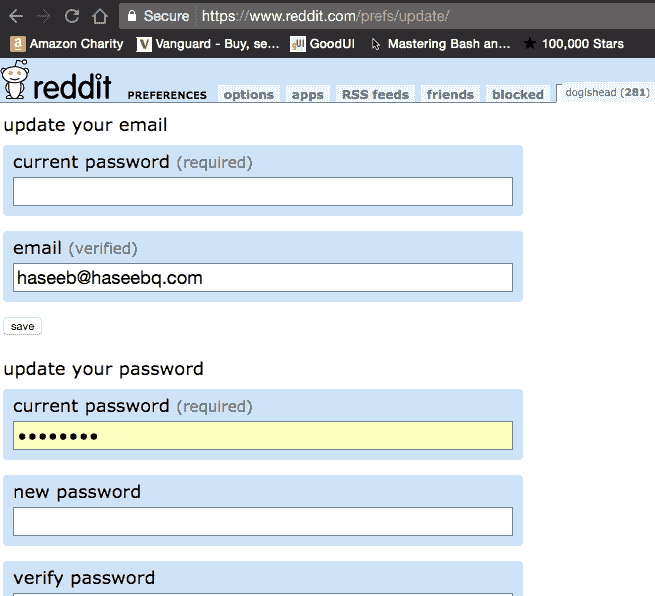 Secure https://www.reddit.com/prefs/update/
a Amazon Charity V Vanguard - Buy, se... gUI GoodUI Mastering Bash an... 100,000 Stars
reddit PREFERENCES options apps RSS feeds friends blocked dogishead (281)
update your email
current password (required)
email (verified)
haseeb@haseebq.com
save
update your password
current password (required)
new password
verify password